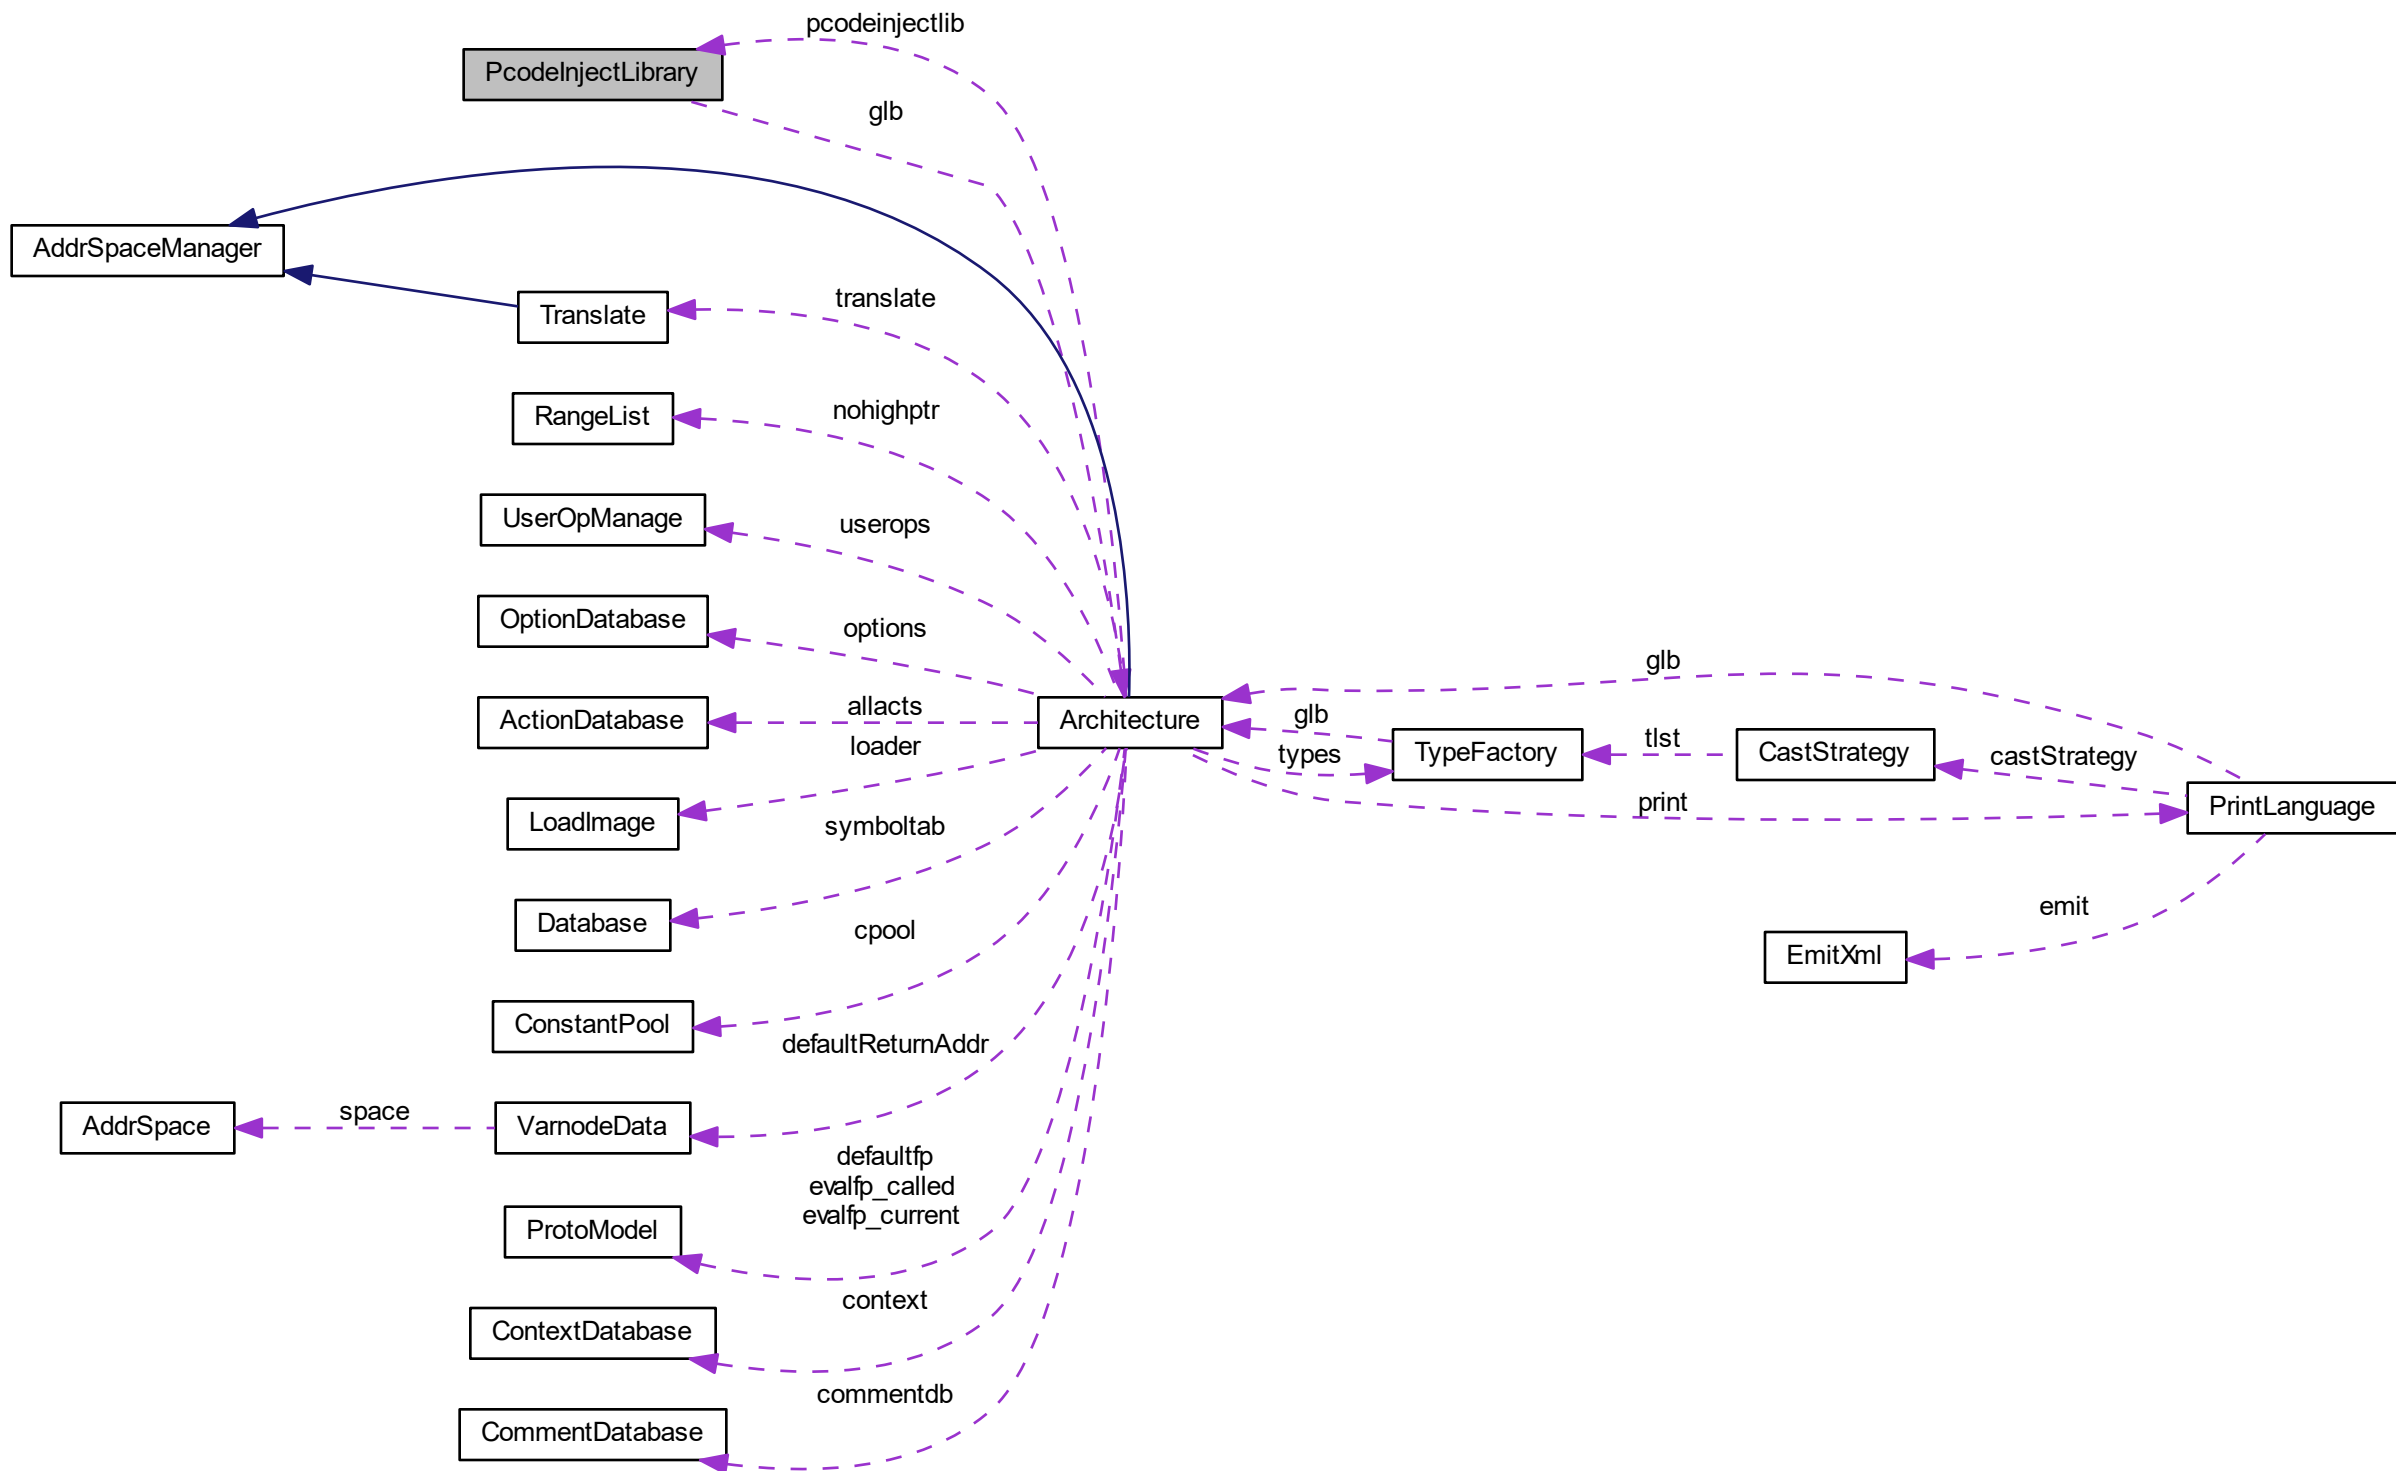 pcodeinjectlib
PcodeInjectLibrary
glb
AddrSpaceManager
translate
Translate
nohighptr
RangeList
userops
UserOpManage
options
OptionDatabase
allacts
ActionDatabase
Architecture
loader
LoadImage
glb
glb
types
TypeFactory
tlst
CastStrategy
castStrategy
print
PrintLanguage
symboltab
Database
emit
EmitXml
cpool
ConstantPool
defaultReturnAddr
AddrSpace
space
VarnodeData
defaultfp
evalfp_called
evalfp_current
ProtoModel
context
ContextDatabase
commentdb
CommentDatabase